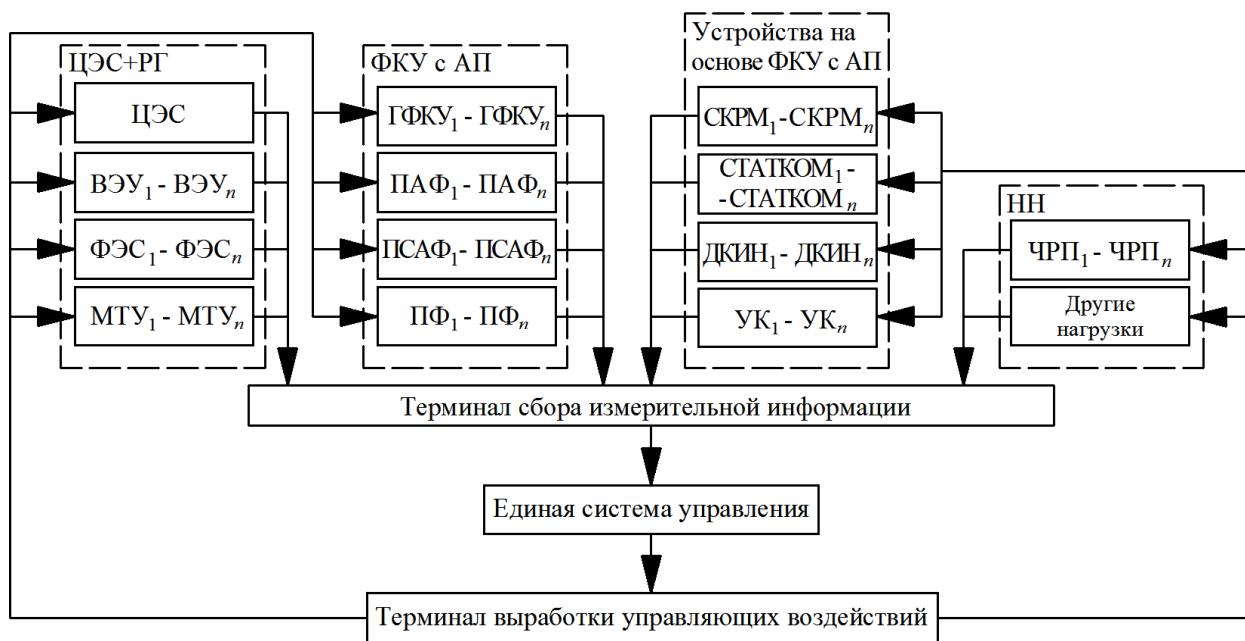 ЦЭС+РГ
ЦЭС
ВЭУ₁ - ВЭУₙ
ФЭС₁ - ФЭСₙ
МТУ₁ - МТУₙ
ФКУ с АП
ГФКУ₁ - ГФКУₙ
ПАФ₁ - ПАФₙ
ПСАФ₁ - ПСАФₙ
ПФ₁ - ПФₙ
Устройства на
основе ФКУ с АП
СКРМ₁-СКРМₙ
СТАТКОМ₁-
-СТАТКОМₙ
ДКИН₁ - ДКИНₙ
УК₁ - УКₙ
НН
ЧРП₁ - ЧРПₙ
Другие
нагрузки
Терминал сбора измерительной информации
Единая система управления
Терминал выработки управляющих воздействий